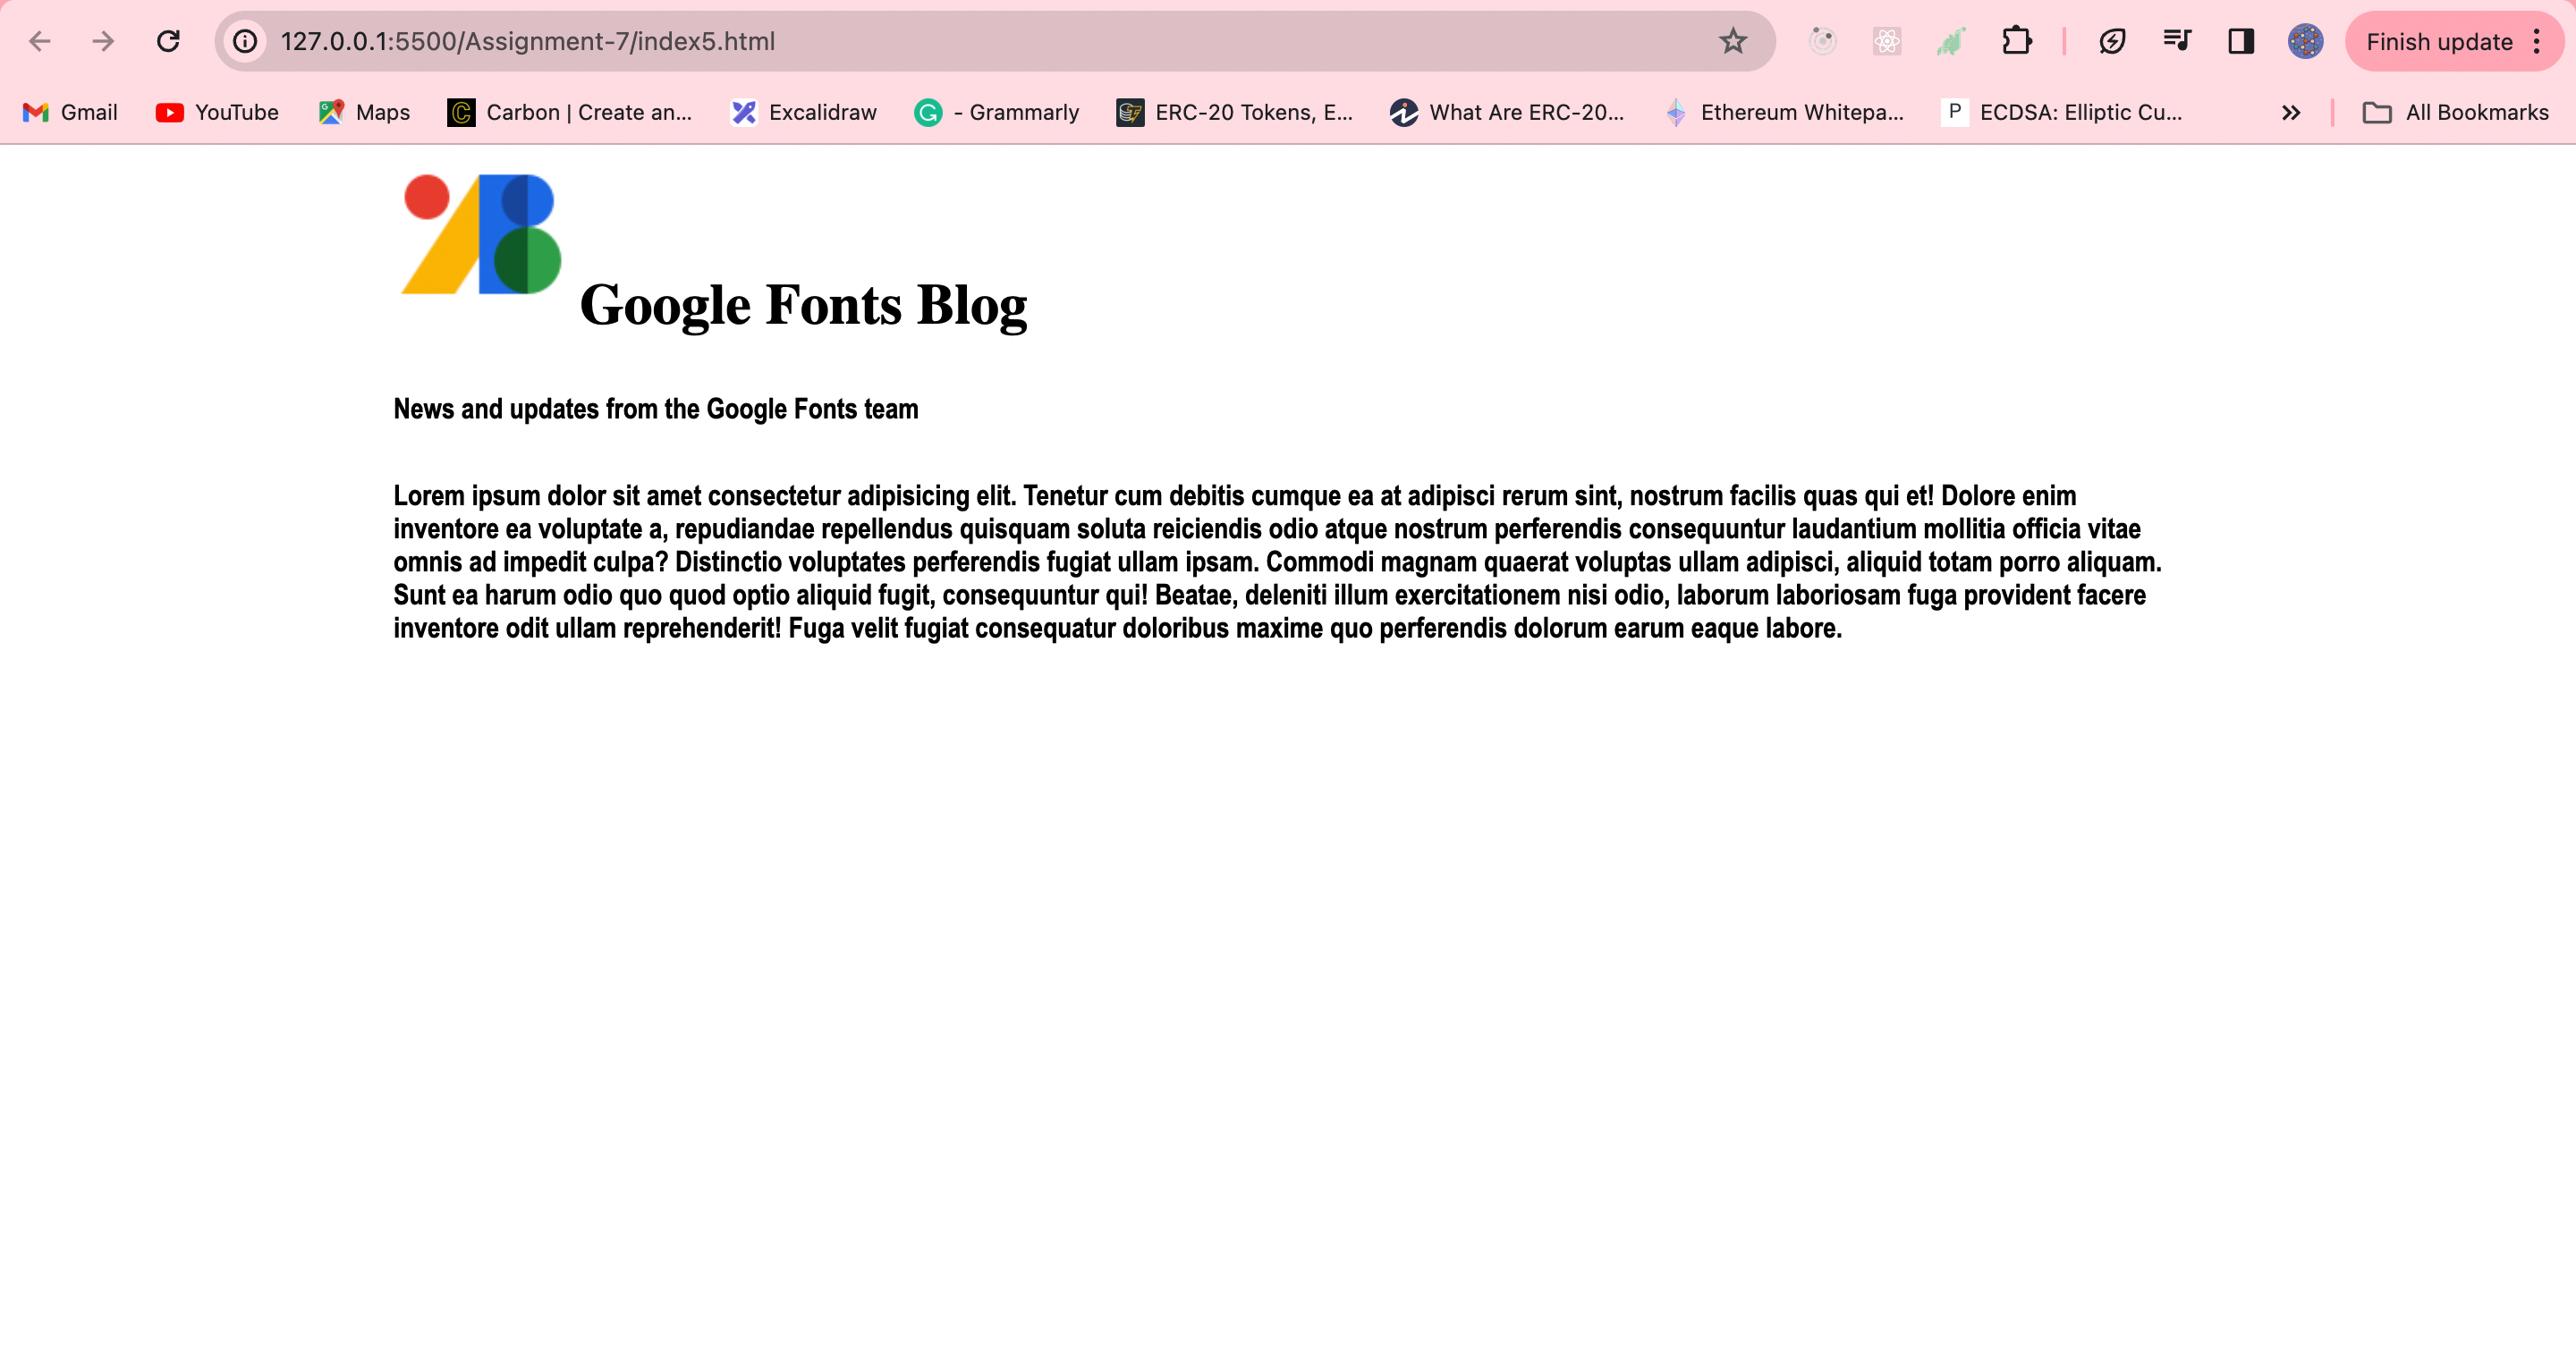 127.0.0.1:5500/Assignment-7/index5.html
Finish update
Gmail YouTube Maps Carbon | Create an... Excalidraw - Grammarly ERC-20 Tokens, E... What Are ERC-20... Ethereum Whitepa... P ECDSA: Elliptic Cu... All Bookmarks
Google Fonts Blog
News and updates from the Google Fonts team
Lorem ipsum dolor sit amet consectetur adipisicing elit. Tenetur cum debitis cumque ea at adipisci rerum sint, nostrum facilis quas qui et! Dolore enim
inventore ea voluptate a, repudiandae repellendus quisquam soluta reiciendis odio atque nostrum perferendis consequuntur laudantium mollitia officia vitae
omnis ad impedit culpa? Distinctio voluptates perferendis fugiat ullam ipsam. Commodi magnam quaerat voluptas ullam adipisci, aliquid totam porro aliquam.
Sunt ea harum odio quo quod optio aliquid fugit, consequuntur qui! Beatae, deleniti illum exercitationem nisi odio, laborum laboriosam fuga provident facere
inventore odit ullam reprehenderit! Fuga velit fugiat consequatur doloribus maxime quo perferendis dolorum earum eaque labore.